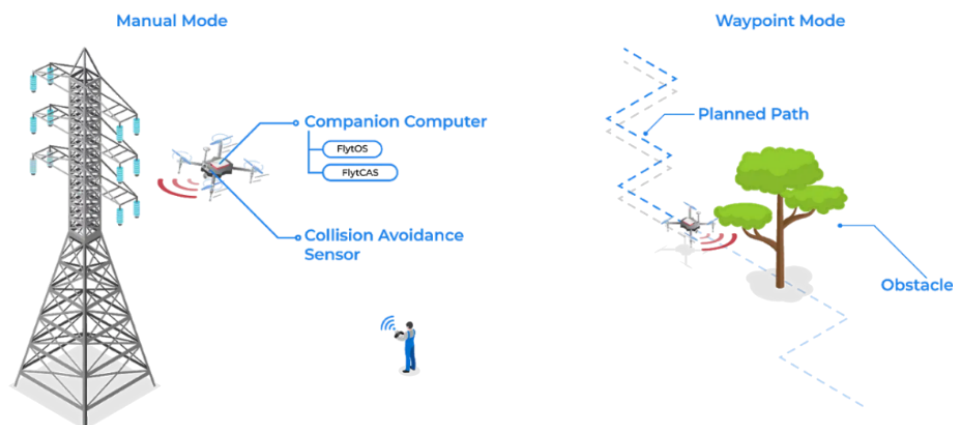 Manual Mode
Waypoint Mode
Companion Computer
FlytOS
FlytCAS
Collision Avoidance
Sensor
Planned Path
Obstacle